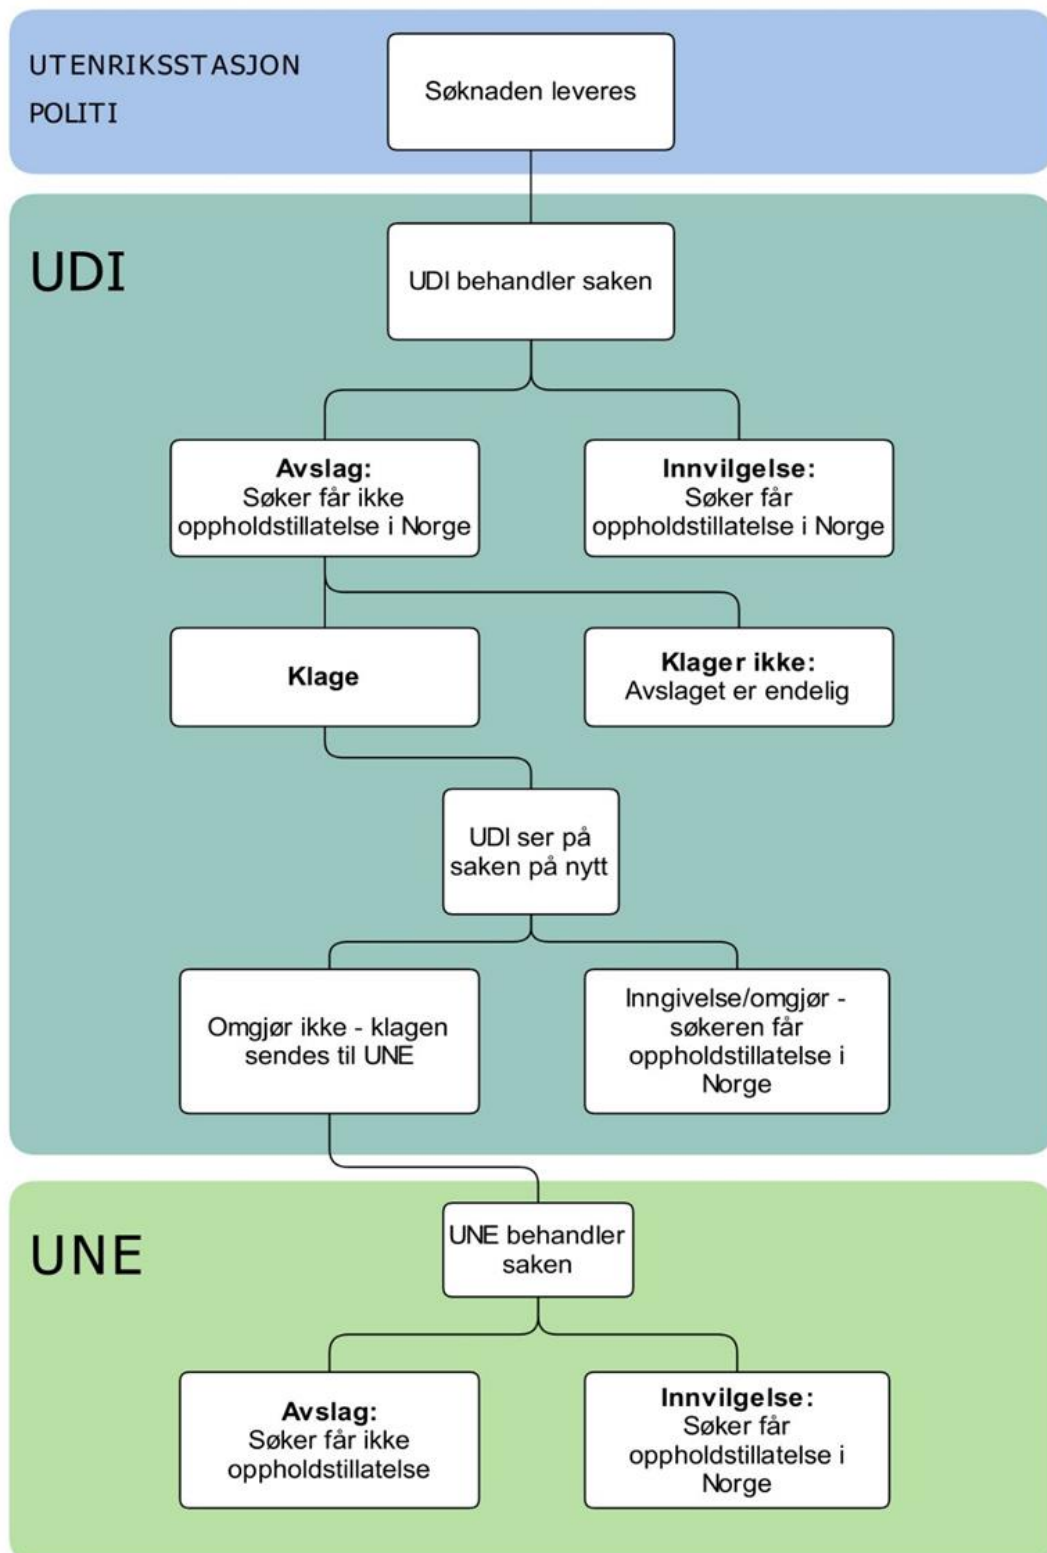 UTENRIKSSTASJON
POLITI
Søknaden leveres
UDI
UDI behandler saken
Avslag:
Søker får ikke
oppholdstillatelse i Norge
Innvilgelse:
Søker får
oppholdstillatelse i Norge
Klage
Klager ikke:
Avslaget er endelig
UDI ser på
saken på nytt
Omgjør ikke - klagen
sendes til UNE
Inngivelse/omgjør -
søkeren får
oppholdstillatelse i
Norge
UNE
UNE behandler
saken
Avslag:
Søker får ikke
oppholdstillatelse
Innvilgelse:
Søker får
oppholdstillatelse i
Norge